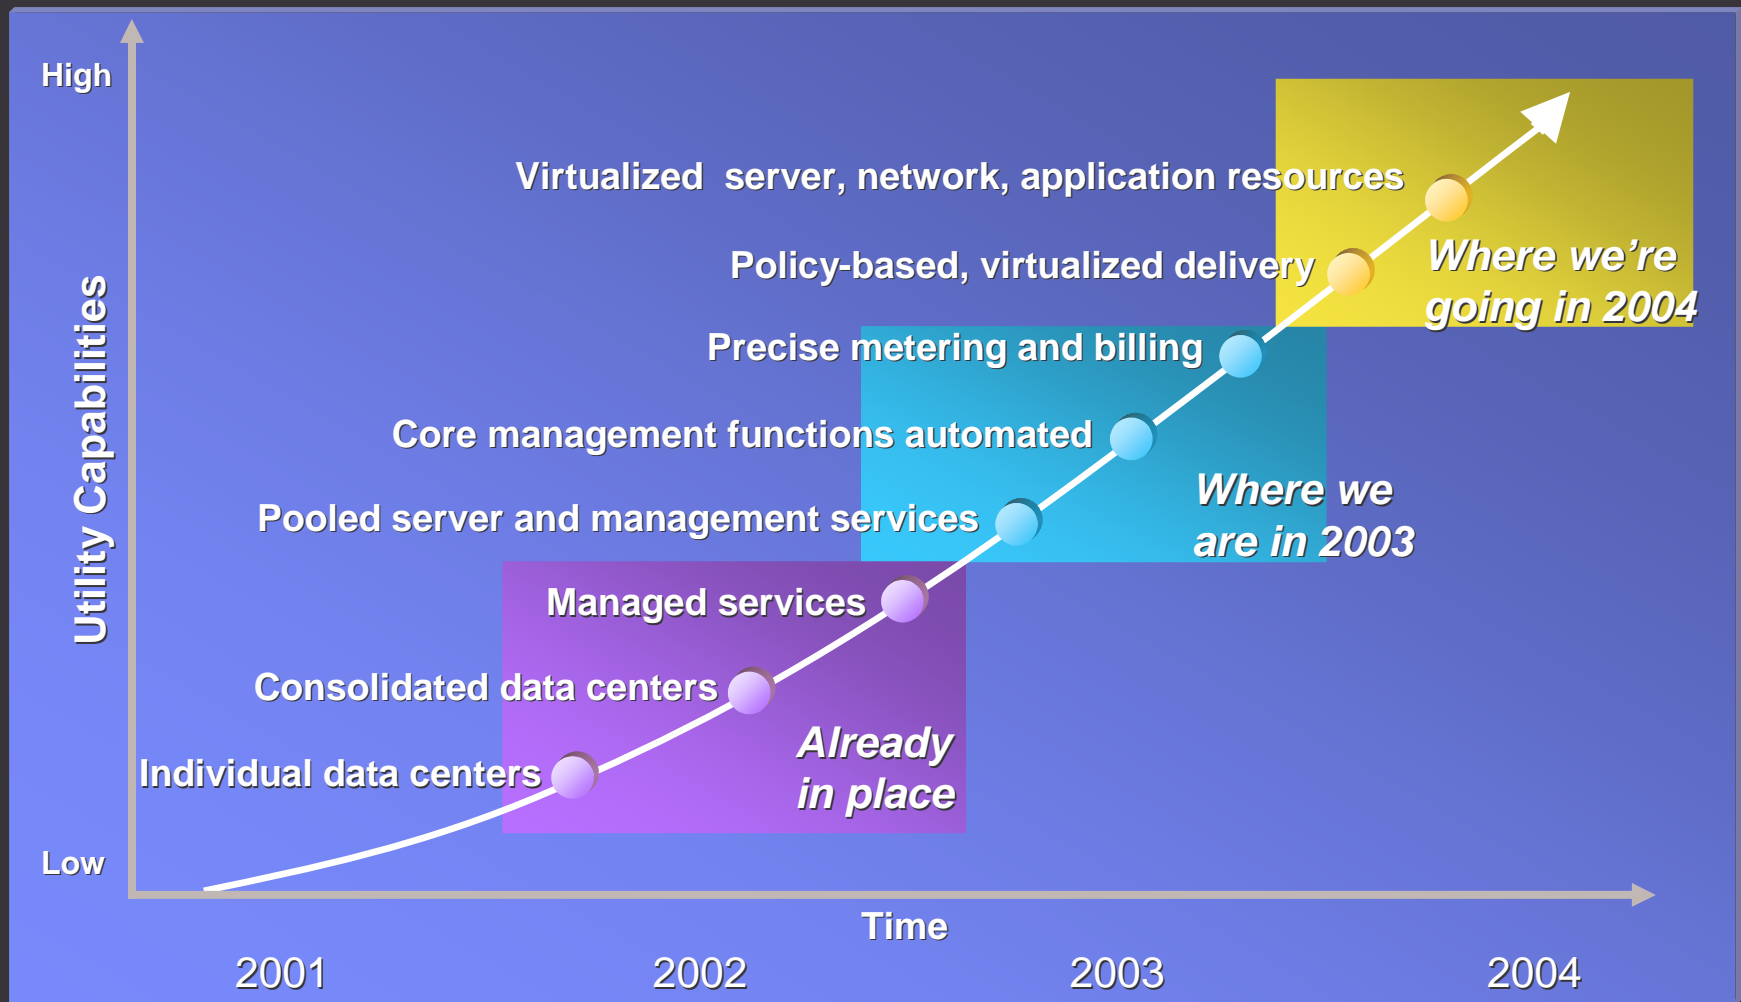 High
Virtualized  server, network, application resources
Policy-based, virtualized delivery
Where we’re
going in 2004
Precise metering and billing
Core management functions automated
Where we
are in 2003
Pooled server and management services
Managed services
Consolidated data centers
Already
in place
Individual data centers
Utility Capabilities
Low
Time
2001
2002
2003
2004